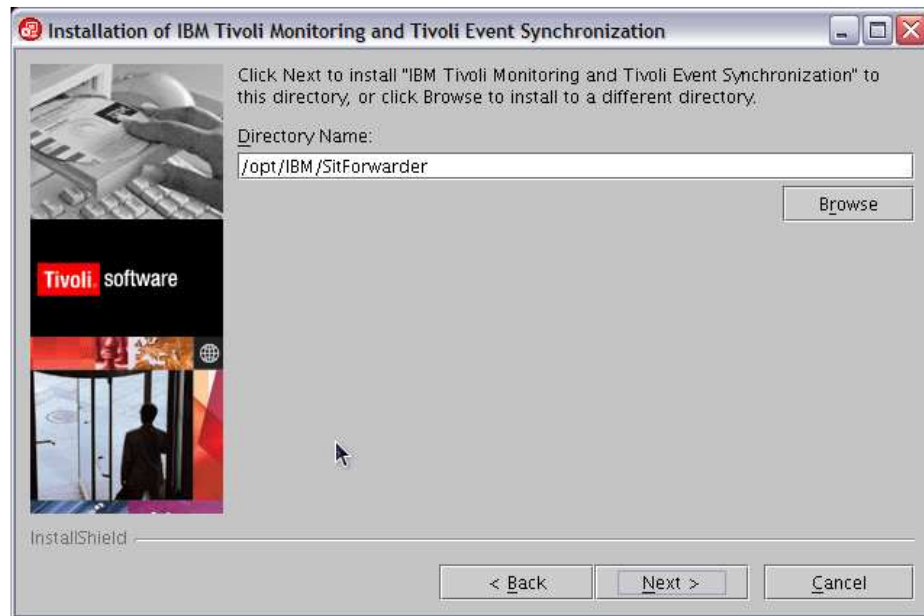 Installation of IBM Tivoli Monitoring and Tivoli Event Synchronization
Click Next to install "IBM Tivoli Monitoring and Tivoli Event Synchronization" to
this directory, or click Browse to install to a different directory.
Directory Name:
/opt/IBM/SitForwarder
Browse
Tivoli software
InstallShield
< Back
Next >
Cancel